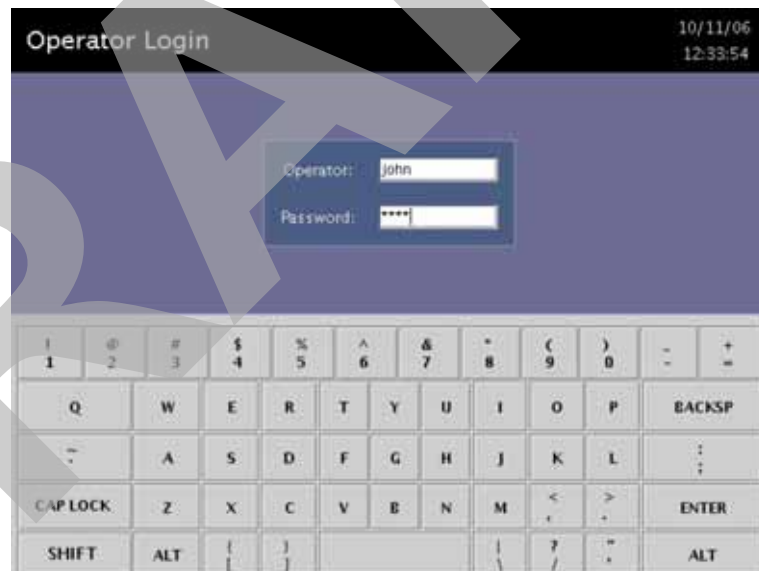 Operator Login
10/11/06
12:33:54
Operator: john
Password: ****
! @ # $ % ^ & * ( ) - +
1 2 3 4 5 6 7 8 9 0 - =
Q W E R T Y U I O P BACKSP
~ A S D F G H J K L :
;
CAP LOCK Z X C V B N M < > ENTER
, .
SHIFT ALT { } | ? " ALT
[ ] \ / '